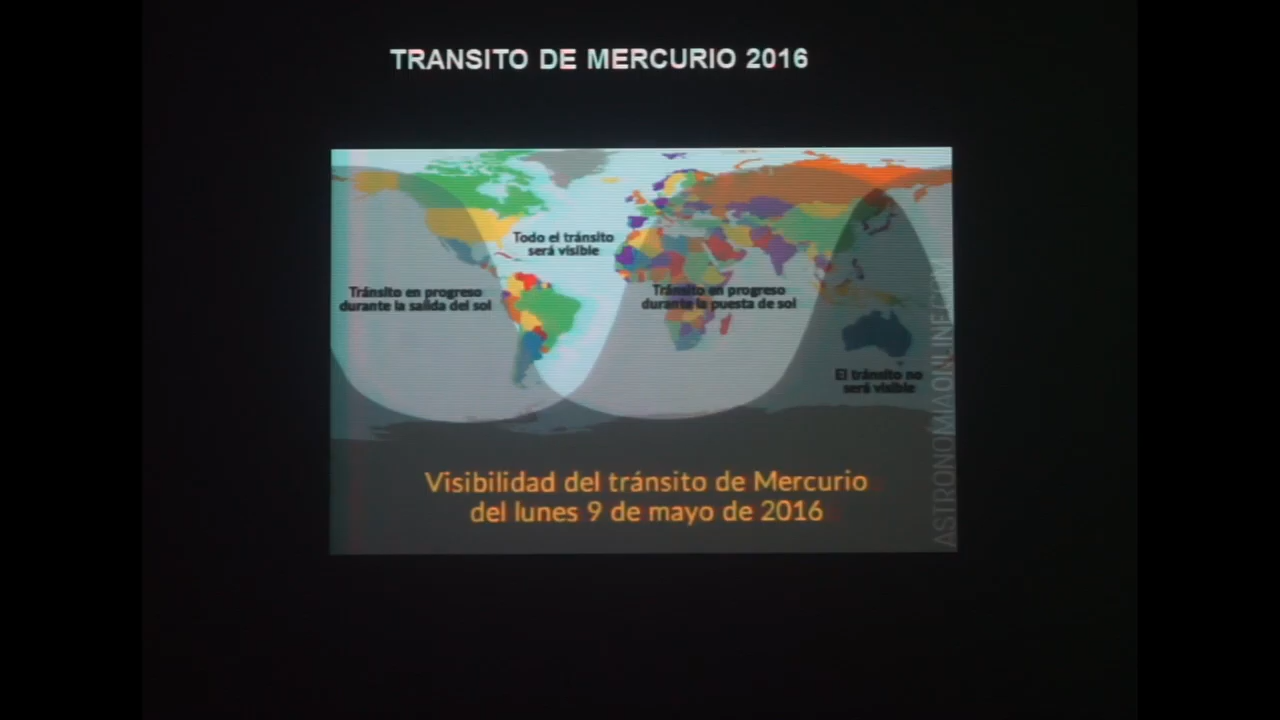 TRANSITO DE MERCURIO 2016
Todo el tránsito
será visible
Tránsito en progreso
durante la salida del sol
Tránsito en progreso
durante la puesta de sol
El tránsito no
será visible
Visibilidad del tránsito de Mercurio
del lunes 9 de mayo de 2016
ASTRONOMIAONLINE.COM